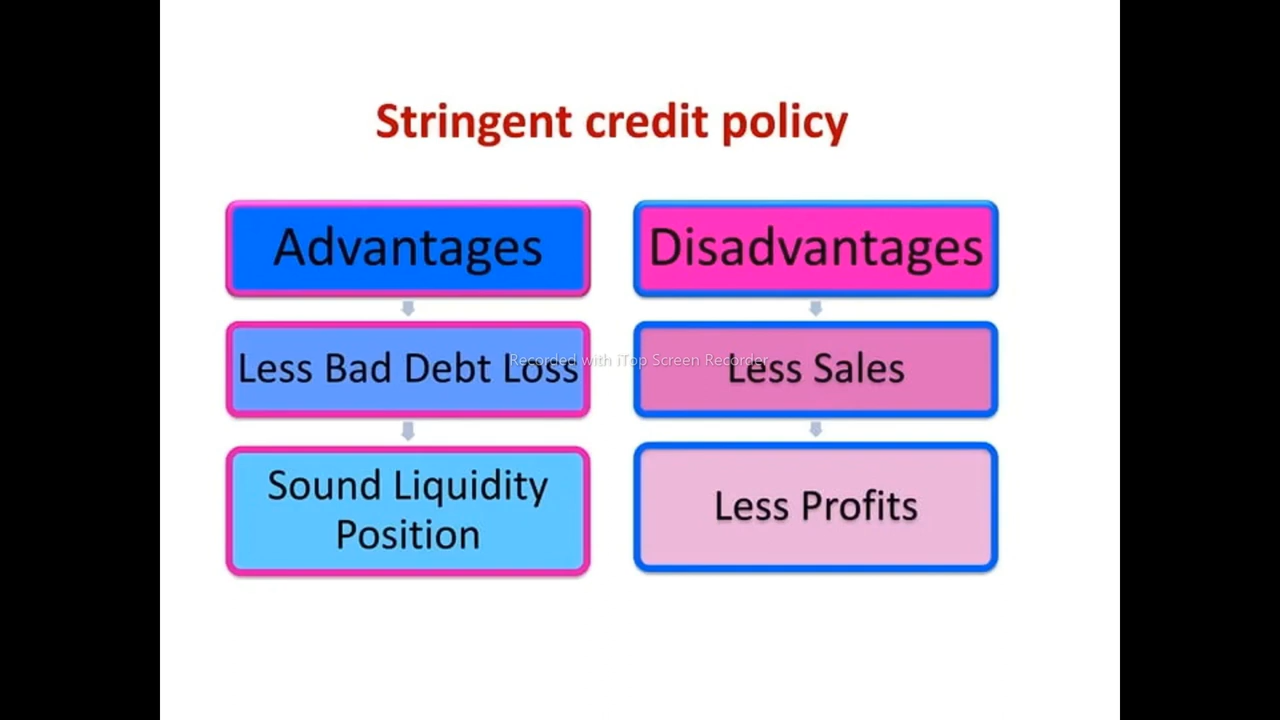 Stringent credit policy
Advantages
Less Bad Debt Loss
Sound Liquidity
Position
Disadvantages
Less Sales
Less Profits
Recorded with iTop Screen Recorder